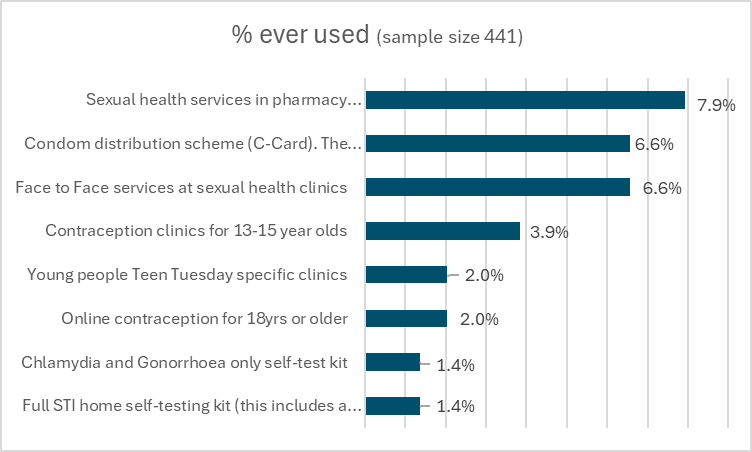 % ever used (sample size 441)
Sexual health services in pharmacy... 7.9%
Condom distribution scheme (C-Card). The... 6.6%
Face to Face services at sexual health clinics 6.6%
Contraception clinics for 13-15 year olds 3.9%
Young people Teen Tuesday specific clinics 2.0%
Online contraception for 18yrs or older 2.0%
Chlamydia and Gonorrhoea only self-test kit 1.4%
Full STI home self-testing kit (this includes a... 1.4%